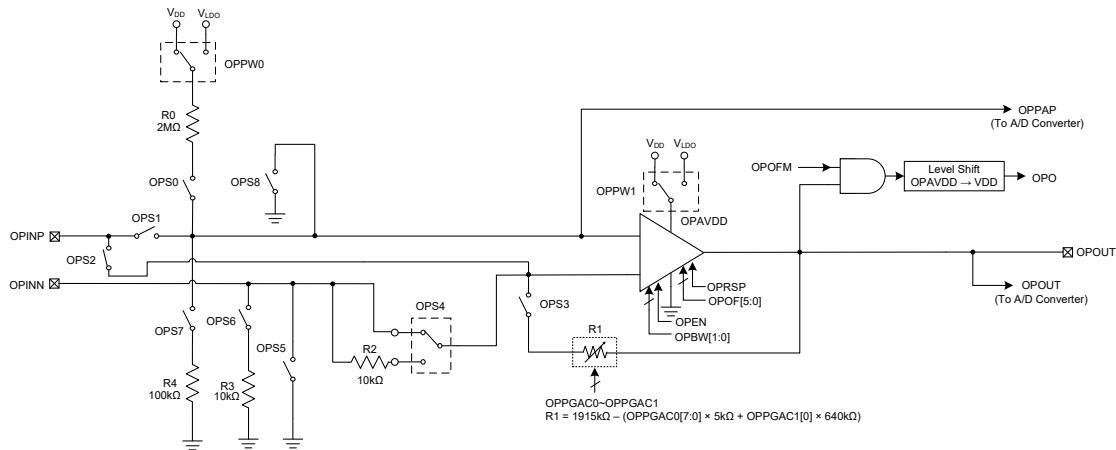 VDD VLDO
OPPW0
R0
2MΩ
OPS0
OPS8
OPPAP
(To A/D Converter)
VDD VLDO
OPPW1
OPAVDD
OPOFM
Level Shift
OPAVDD → VDD
OPO
OPS1
OPINP
OPS2
OPINN
OPOUT
OPOUT
(To A/D Converter)
OPRSP
OPOF[5:0]
OPEN
OPBW[1:0]
OPS3
OPS4
OPS7
OPS6
OPS5
R1
R2
10kΩ
R4
100kΩ
R3
10kΩ
OPPGAC0~OPPGAC1
R1 = 1915kΩ – (OPPGAC0[7:0] × 5kΩ + OPPGAC1[0] × 640kΩ)